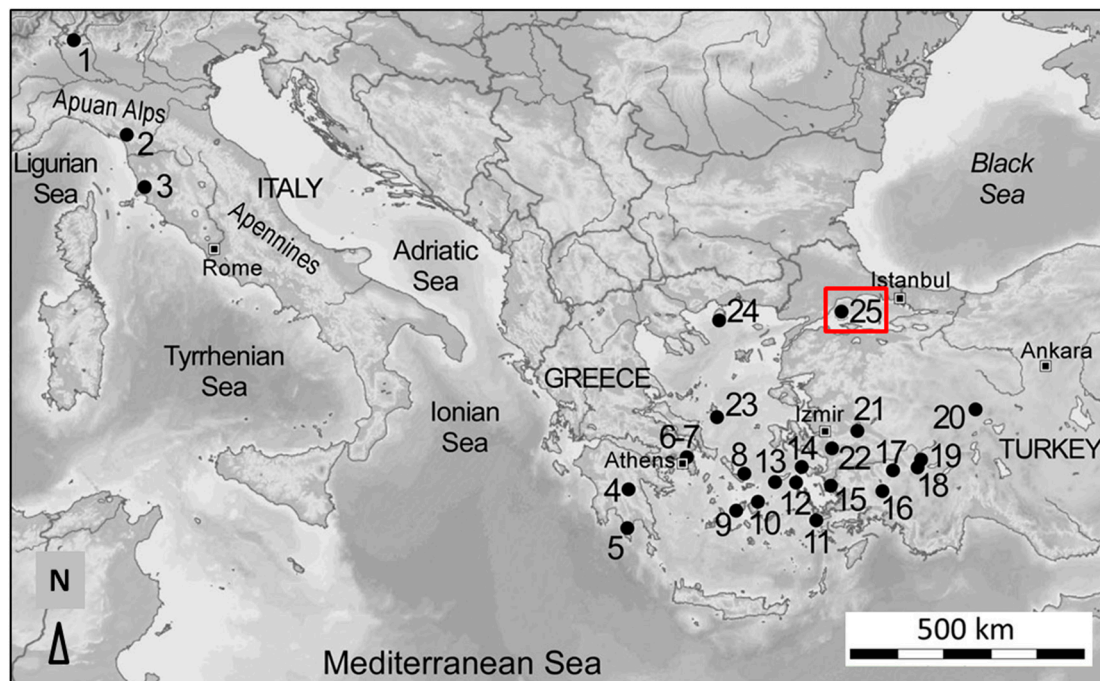 1
Apuan Alps
2
Ligurian
Sea
3
ITALY
Apennines
Rome
Adriatic
Sea
Black
Sea
Istanbul
25
24
Ankara
Tyrrhenian
Sea
GREECE
Ionian
Sea
23
Izmir
21
20
TURKEY
6-7
Athens
8
13
14
22
17
19
18
4
9
10
12
15
16
5
11
N
500 km
Mediterranean Sea